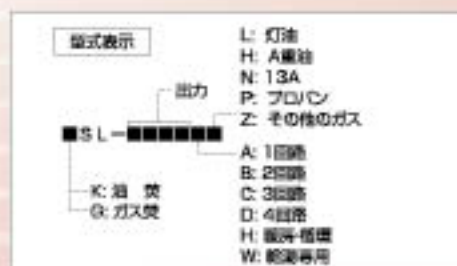 型式表示
L: 灯油
H: A重油
N: 13A
P: プロパン
Z: その他のガス
出力
■SL-■■■■■■
A: 1回路
B: 2回路
C: 3回路
D: 4回路
H: 暖房・循環
W: 給湯専用
K: 油 焚
G: ガス焚